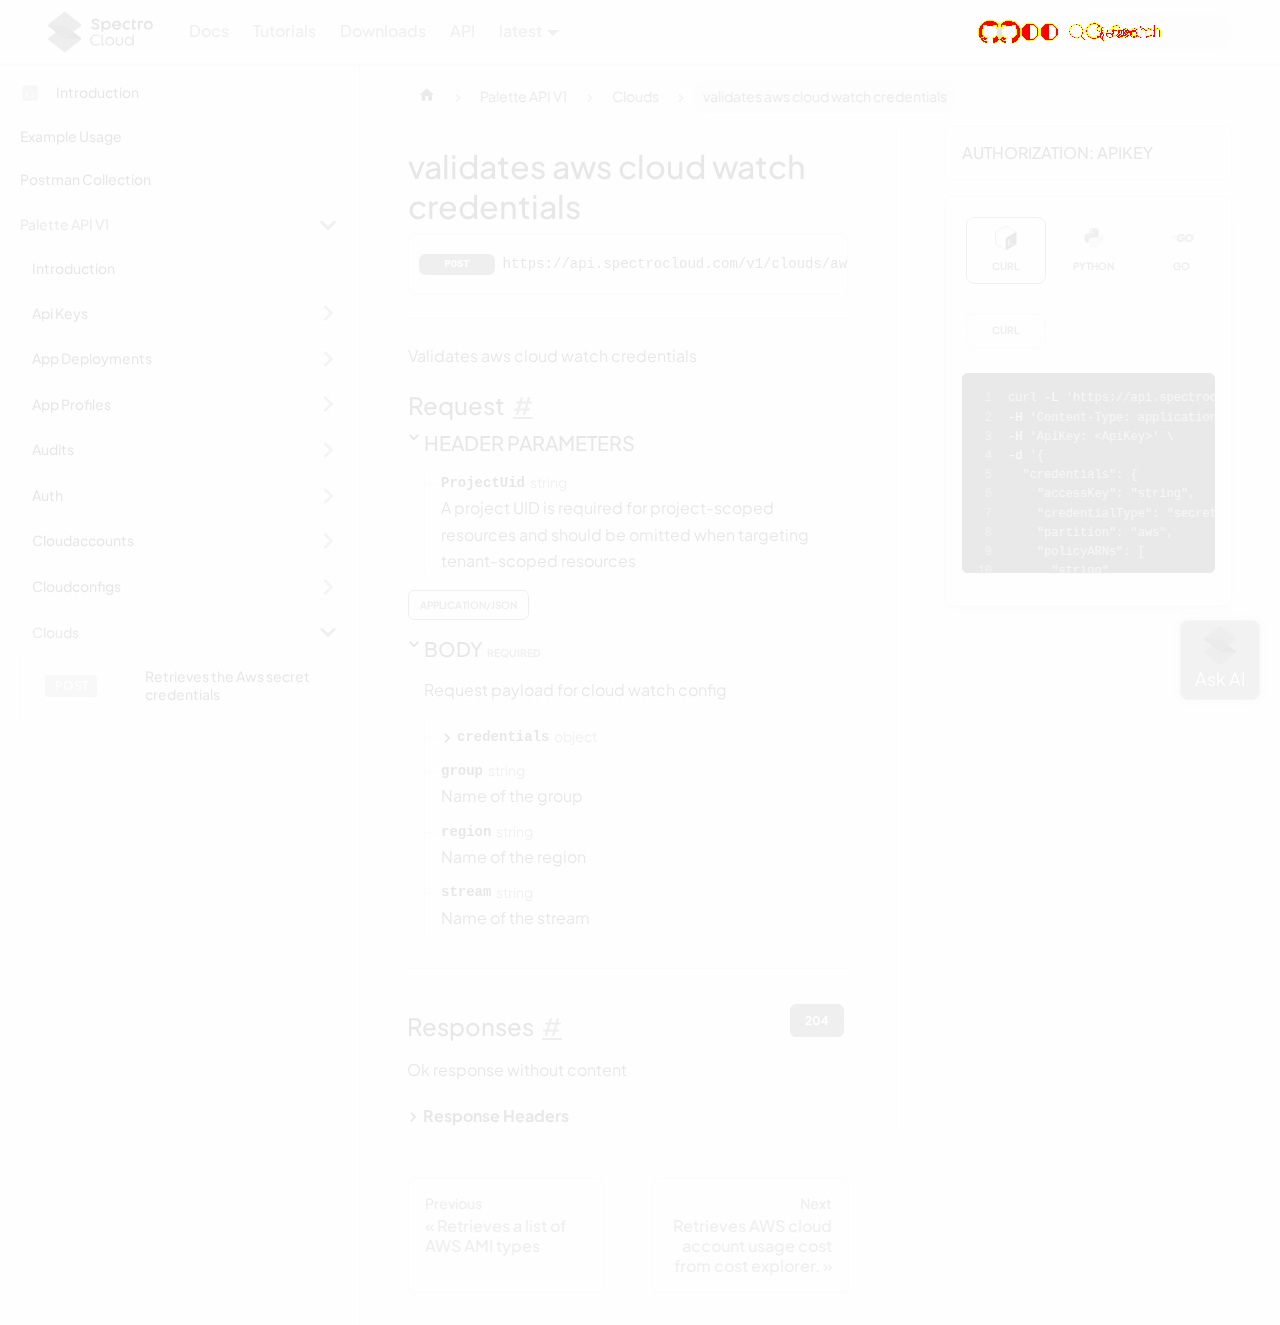 Spectro
Cloud
Docs Tutorials Downloads API latest
Introduction
Example Usage
Postman Collection
Palette API V1
Introduction
Api Keys
App Deployments
App Profiles
Audits
Auth
Cloudaccounts
Cloudconfigs
Clouds
POST Retrieves the Aws secret
credentials
Palette API V1 › Clouds › validates aws cloud watch credentials
validates aws cloud watch
credentials
POST https://api.spectrocloud.com/v1/clouds/aw
Validates aws cloud watch credentials
Request #
HEADER PARAMETERS
ProjectUid string
A project UID is required for project-scoped
resources and should be omitted when targeting
tenant-scoped resources
APPLICATION/JSON
BODY REQUIRED
Request payload for cloud watch config
credentials object
group string
Name of the group
region string
Name of the region
stream string
Name of the stream
Responses #
204
Ok response without content
Response Headers
Previous
« Retrieves a list of
AWS AMI types
Next
Retrieves AWS cloud
account usage cost
from cost explorer. »
AUTHORIZATION: APIKEY
CURL PYTHON GO
CURL
1 curl -L 'https://api.spectroc
2 -H 'Content-Type: application
3 -H 'ApiKey: <ApiKey>' \
4 -d '{
5 "credentials": {
6 "accessKey": "string",
7 "credentialType": "secret
8 "partition": "aws",
9 "policyARNs": [
10 "string"
Ask AI